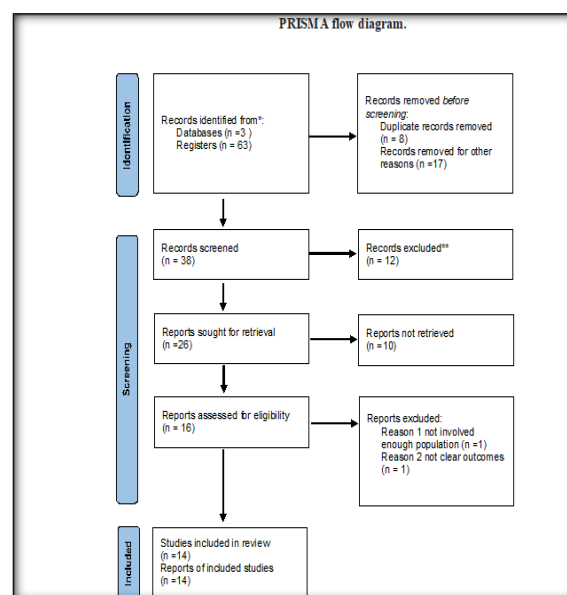 PRISMA flow diagram.
Identification
Records identified from*:
Databases (n =3 )
Registers (n = 63)
Records removed before
screening:
Duplicate records removed
(n = 8)
Records removed for other
reasons (n =17)
Screening
Records screened
(n = 38)
Records excluded**
(n = 12)
Reports sought for retrieval
(n =26)
Reports not retrieved
(n =10)
Reports assessed for eligibility
(n = 16)
Reports excluded:
Reason 1 not involved
enough population (n =1)
Reason 2 not clear outcomes
(n = 1)
Included
Studies included in review
(n =14)
Reports of included studies
(n =14)